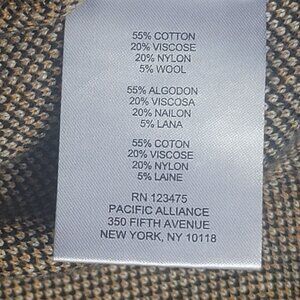 55% COTTON
20% VISCOSE
20% NYLON
5% WOOL
55% ALGODON
20% VISCOSA
20% NAILON
5% LANA
55% COTON
20% VISCOSE
20% NYLON
5% LAINE
RN 123475
PACIFIC ALLIANCE
350 FIFTH AVENUE
NEW YORK, NY 10118